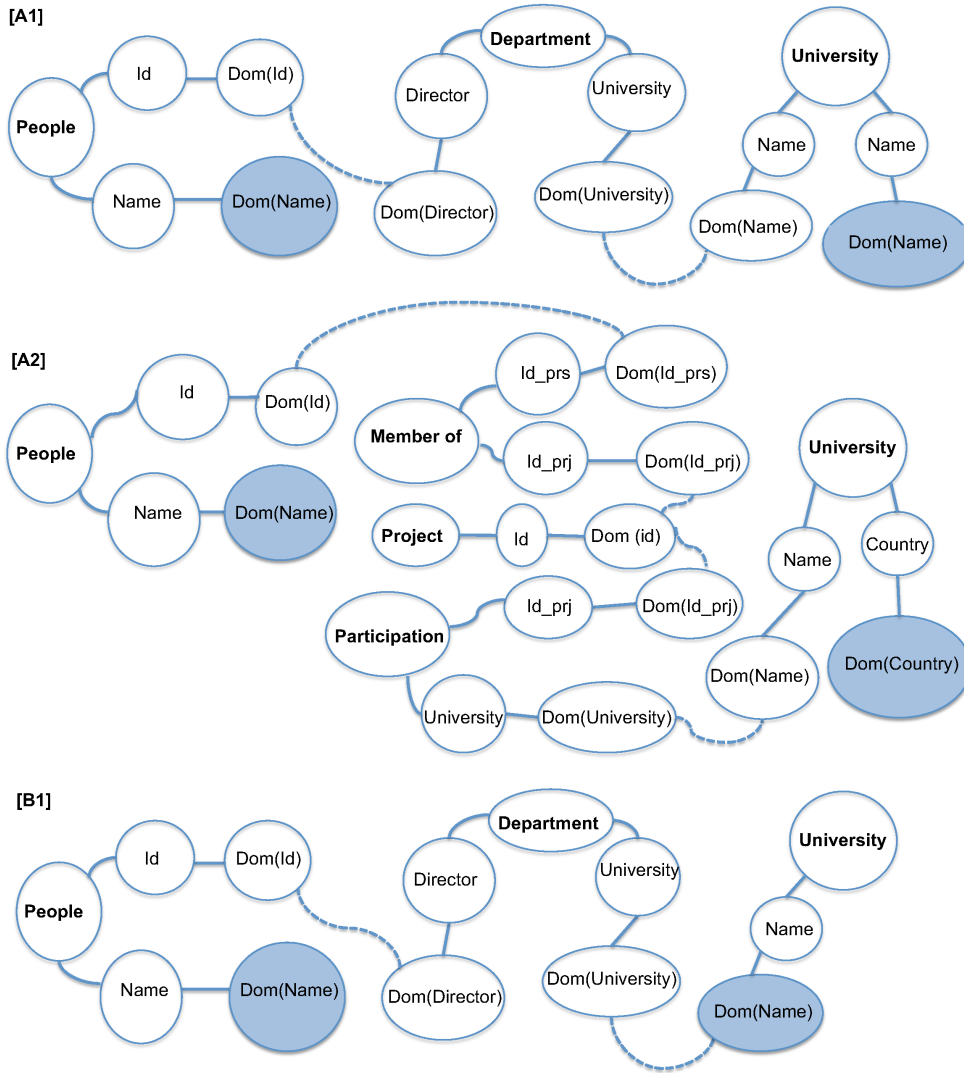 [A1]
Department
University
Id
Dom(Id)
Director
University
People
Name
Name
Name
Dom(Name)
Dom(University)
Dom(Director)
Dom(Name)
Dom(Name)
[A2]
Id_prs
Dom(Id_prs)
Id
Dom(Id)
Member of
University
People
Id_prj
Dom(Id_prj)
Name
Dom(Name)
Project
Id
Dom (id)
Name
Country
Id_prj
Dom(Id_prj)
Participation
Dom(Name)
Dom(Country)
University
Dom(University)
[B1]
Department
University
Id
Dom(Id)
Director
University
People
Name
Name
Dom(Name)
Dom(Director)
Dom(University)
Dom(Name)